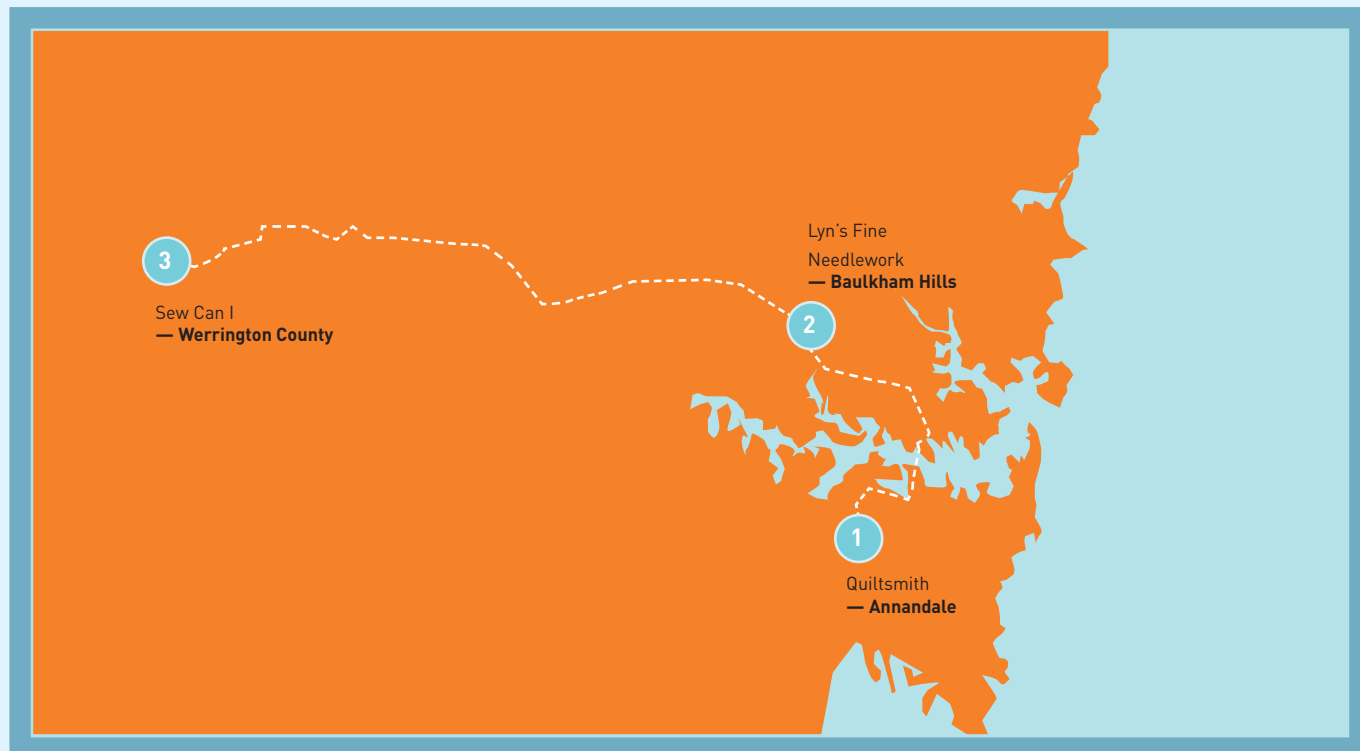 Lyn’s Fine
Needlework
— Baulkham Hills
3
Sew Can I
— Werrington County
2
1
Quiltsmith
— Annandale